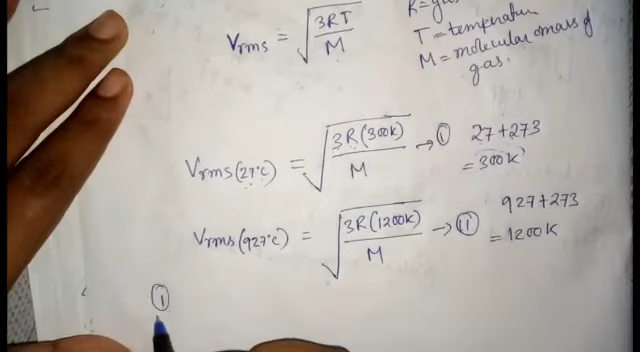 Vrms = √3RT/M
R = gas
T = temperatur
M = molecular mass of
gas.
Vrms(27°C) = √3R(300K)/M → ① 27+273
= 300K
Vrms(927°C) = √3R(1200K)/M → ⑪ 927+273
= 1200K
①